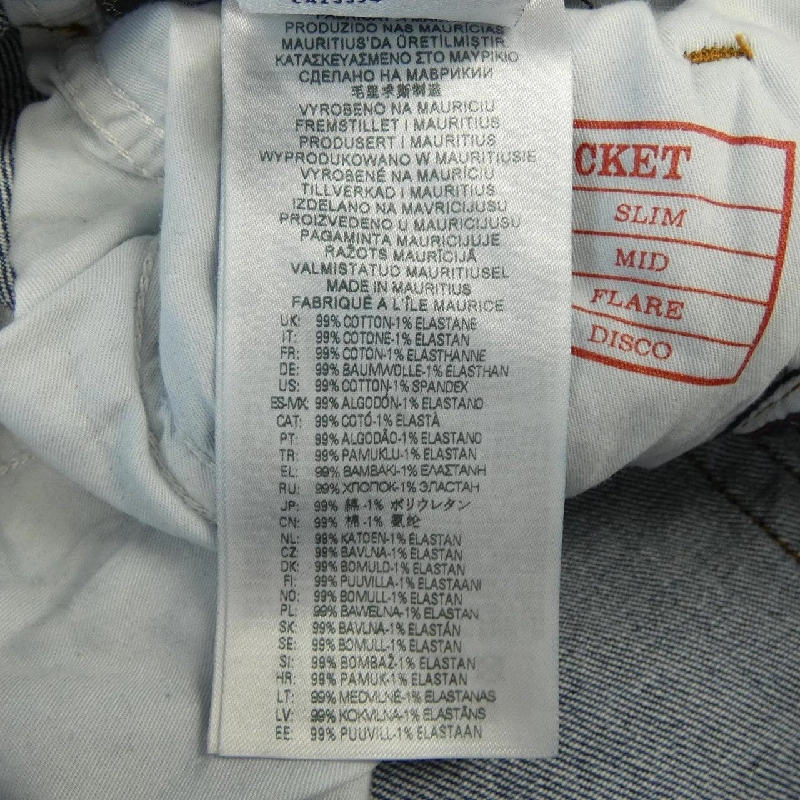 PRODUZIDO NAS MAURÍCIAS
MAURITIUS'DA ÜRETİLMİŞTİR
ΚΑΤΑΣΚΕΥΑΣΜΕΝΟ ΣΤΟ ΜΑΥΡΙΚΙΟ
СДЕЛАНО НА МАВРИКИИ
毛里求斯制造
VYROBENO NA MAURICIU
FREMSTILLET I MAURITIUS
PRODUSERT I MAURITIUS
WYPRODUKOWANO W MAURITIUSIE
VYROBENÉ NA MAURÍCIU
TILLVERKAD I MAURITIUS
IZDELANO NA MAVRICIJUSU
PROIZVEDENO U MAURICIJUSU
PAGAMINTA MAURICIJUJE
RAŽOTS MAURĪCIJĀ
VALMISTATUD MAURITIUSEL
MADE IN MAURITIUS
FABRIQUÉ A L'ÎLE MAURICE
UK: 99% COTTON-1% ELASTANE
IT: 99% COTONE-1% ELASTAN
FR: 99% COTON-1% ELASTHANNE
DE: 99% BAUMWOLLE-1% ELASTHAN
US: 99% COTTON-1% SPANDEX
ES-MX: 99% ALGODÓN-1% ELASTANO
CAT: 99% COTÓ-1% ELASTÀ
PT: 99% ALGODÃO-1% ELASTANO
TR: 99% PAMUKLU-1% ELASTAN
EL: 99% ΒΑΜΒΑΚΙ-1% ΕΛΑΣΤΑΝΗ
RU: 99% ХЛОПОК-1% ЭЛАСТАН
JP: 99% 綿 -1% ポリウレタン
CN: 99% 棉 -1% 氨纶
NL: 99% KATOEN-1% ELASTAN
CZ: 99% BAVLNA-1% ELASTAN
DK: 99% BOMULD-1% ELASTAN
FI: 99% PUUVILLA-1% ELASTAANI
NO: 99% BOMULL-1% ELASTAN
PL: 99% BAWEŁNA-1% ELASTAN
SK: 99% BAVLNA-1% ELASTÁN
SE: 99% BOMULL-1% ELASTAN
SI: 99% BOMBAŽ-1% ELASTAN
HR: 99% PAMUK-1% ELASTAN
LT: 99% MEDVILNĖ-1% ELASTANAS
LV: 99% KOKVILNA-1% ELASTĀNS
EE: 99% PUUVILL-1% ELASTAAN
CKET
SLIM
MID
FLARE
DISCO